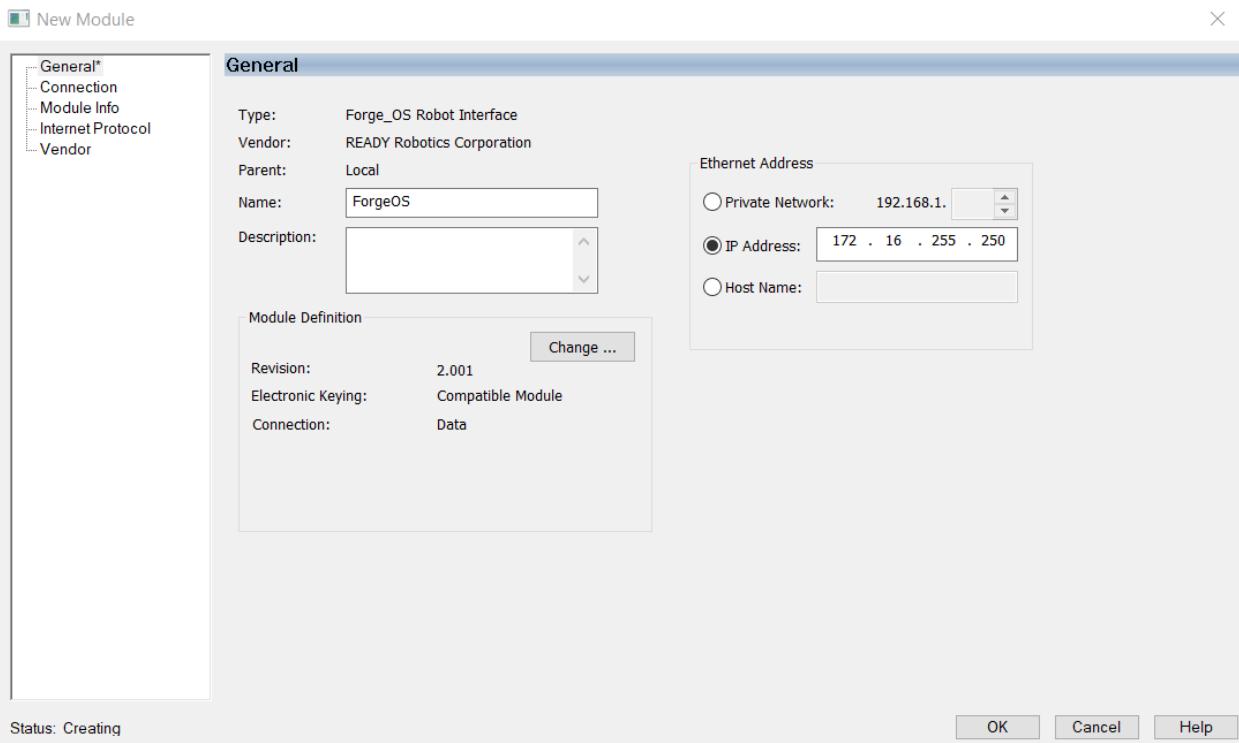 New Module
General*
Connection
Module Info
Internet Protocol
Vendor
General
Type: Forge_OS Robot Interface
Vendor: READY Robotics Corporation
Parent: Local
Name: ForgeOS
Description:
Module Definition
Change ...
Revision: 2.001
Electronic Keying: Compatible Module
Connection: Data
Ethernet Address
Private Network: 192.168.1.
IP Address: 172 . 16 . 255 . 250
Host Name:
Status: Creating
OK Cancel Help